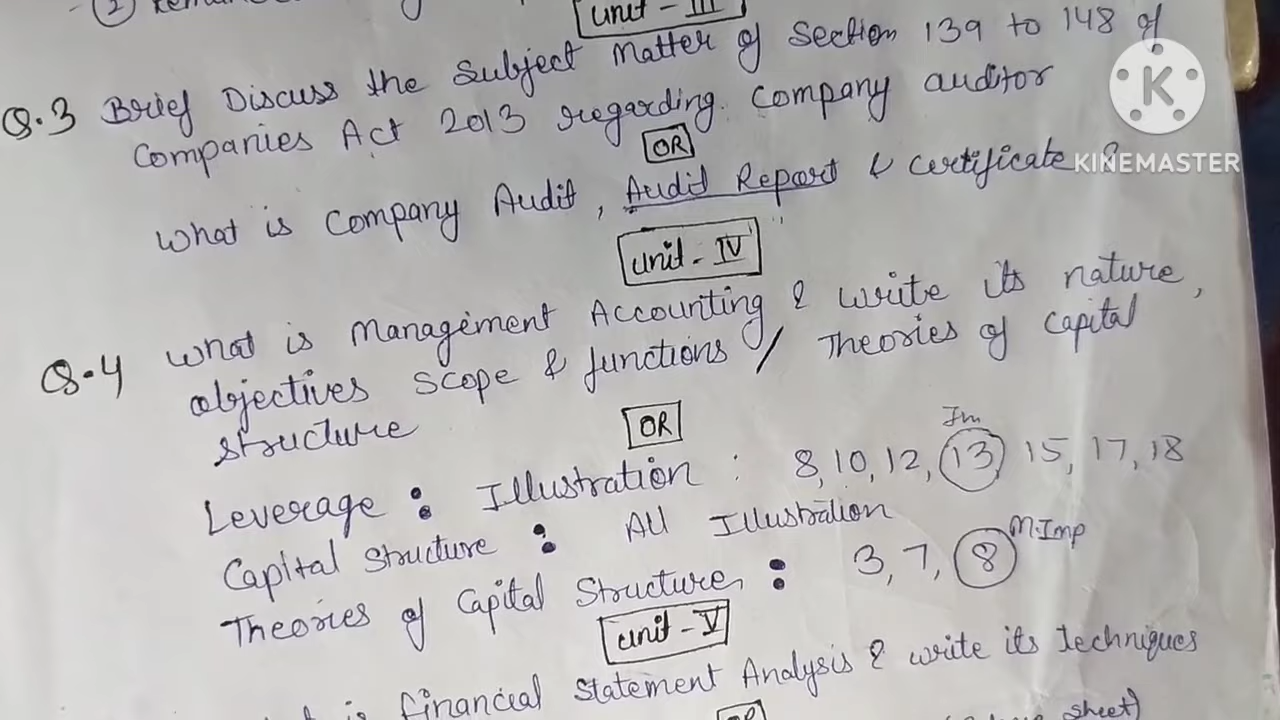 ②
unit - III
Q.3 Brief Discuss the Subject Matter of Section 139 to 148 of
Companies Act 2013 regarding. Company auditor
OR
What is Company Audit, Audit Report & certificate ?
unit - IV
Q.4 What is Management Accounting & write its nature,
objectives scope & functions / Theories of capital
structure
OR
Im
Leverage : Illustration : 8, 10, 12, 13, 15, 17, 18
Capital Structure : All Illustration
M.Imp
Theories of Capital Structure : 3, 7, 8
unit - V
is financial Statement Analysis & write its techniques
OR
sheet)
K
KINEMASTER